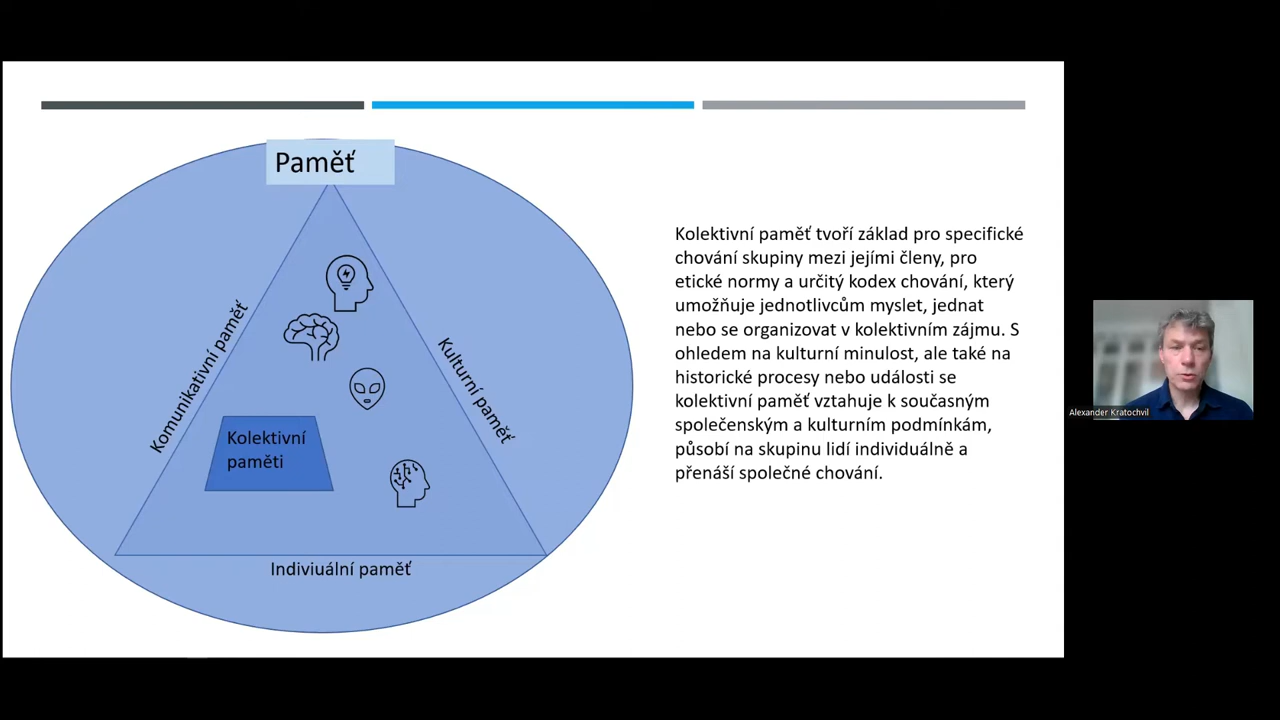 Paměť
Komunikativní paměť
Kulturní paměť
Kolektivní
paměti
Indiviuální paměť
Kolektivní paměť tvoří základ pro specifické
chování skupiny mezi jejími členy, pro
etické normy a určitý kodex chování, který
umožňuje jednotlivcům myslet, jednat
nebo se organizovat v kolektivním zájmu. S
ohledem na kulturní minulost, ale také na
historické procesy nebo události se
kolektivní paměť vztahuje k současným
společenským a kulturním podmínkám,
působí na skupinu lidí individuálně a
přenáší společné chování.
Alexander Kratochvil